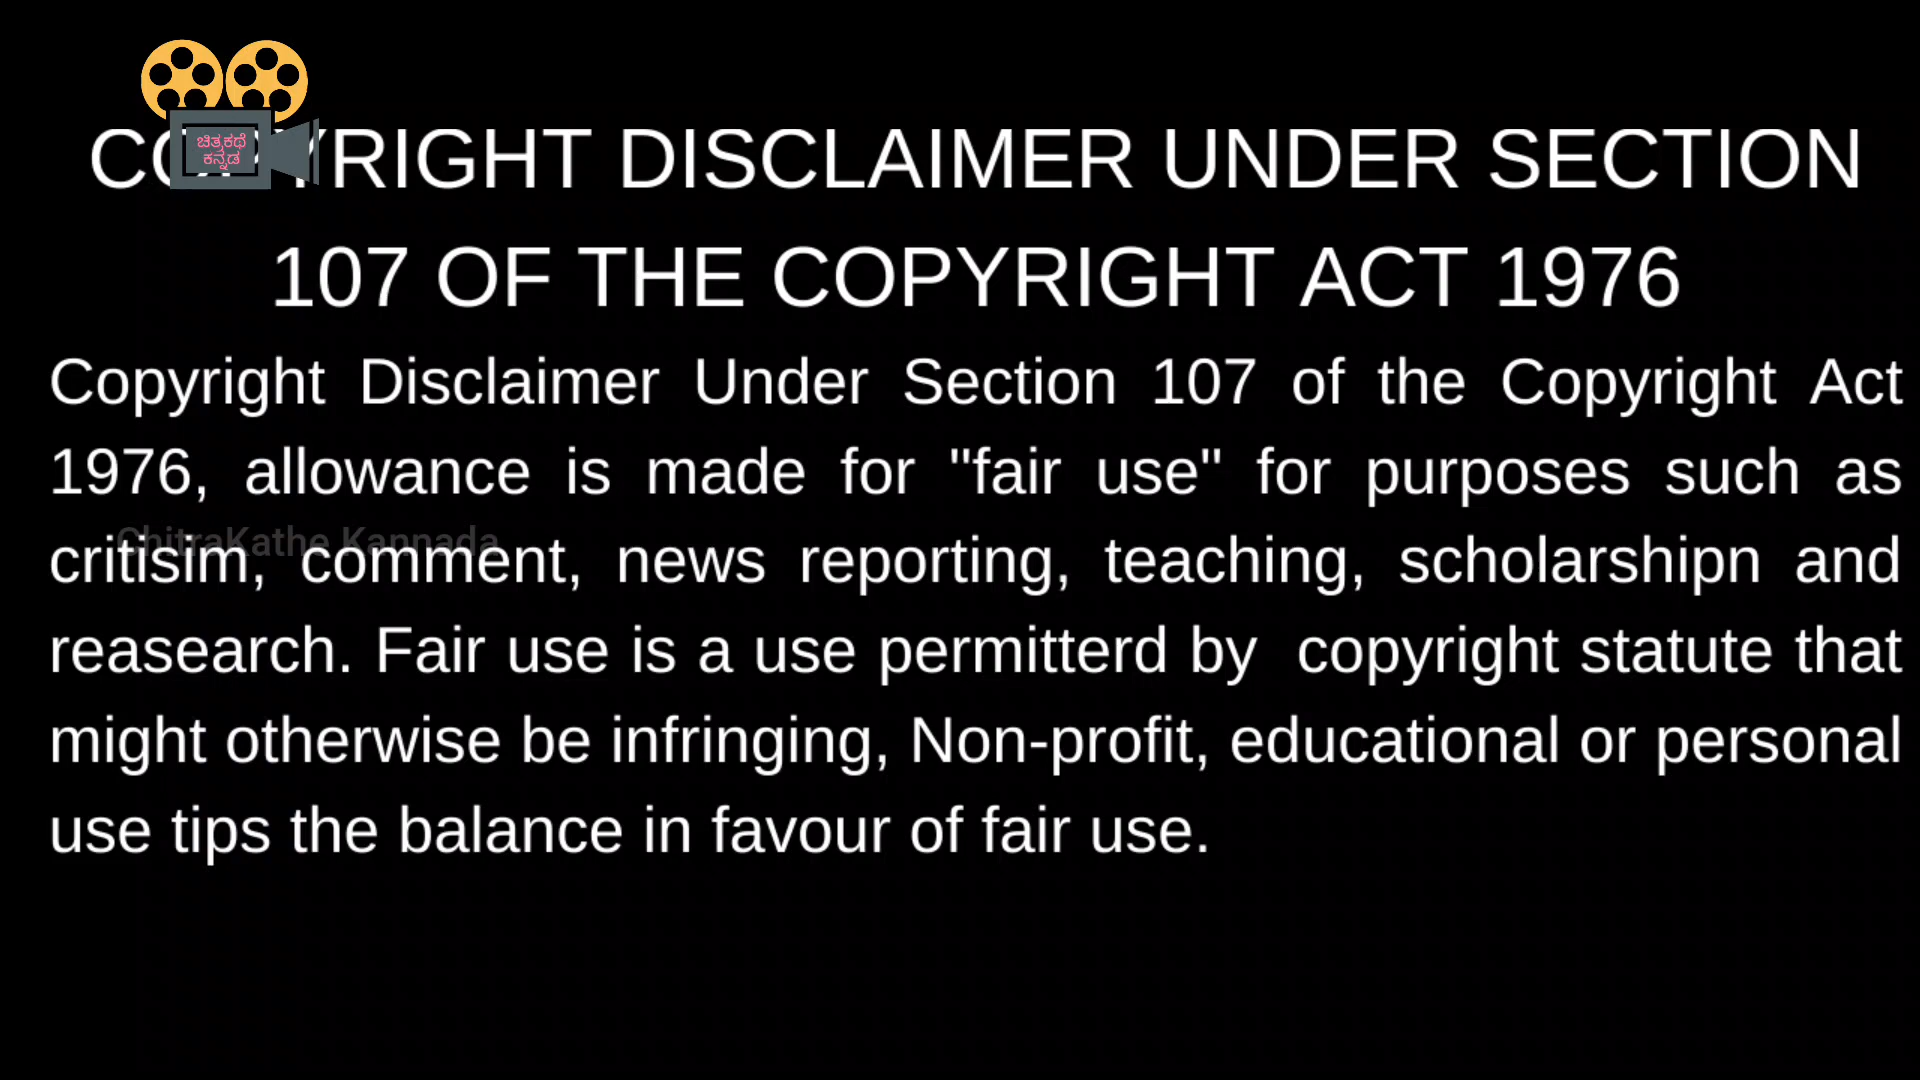 ಚಿತ್ರಕಥೆ
ಕನ್ನಡ
COPYRIGHT DISCLAIMER UNDER SECTION
107 OF THE COPYRIGHT ACT 1976
Copyright Disclaimer Under Section 107 of the Copyright Act
1976, allowance is made for "fair use" for purposes such as
ChitraKathe Kannada
critisim, comment, news reporting, teaching, scholarshipn and
reasearch. Fair use is a use permitterd by copyright statute that
might otherwise be infringing, Non-profit, educational or personal
use tips the balance in favour of fair use.